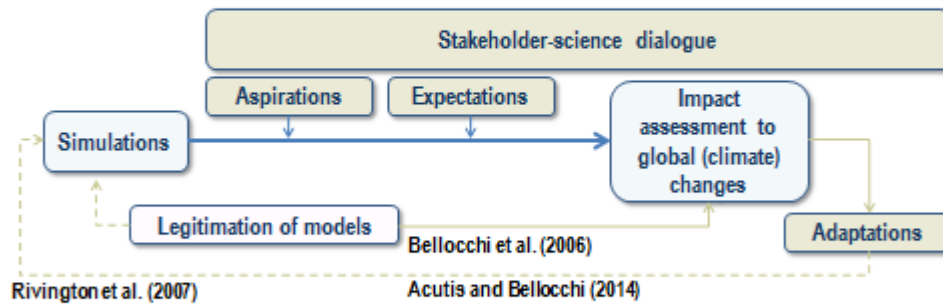 Stakeholder-science dialogue
Aspirations
Expectations
Simulations
Impact
assessment to
global (climate)
changes
Legitimation of models
Bellocchi et al. (2006)
Adaptations
Rivington et al. (2007)
Acutis and Bellocchi (2014)